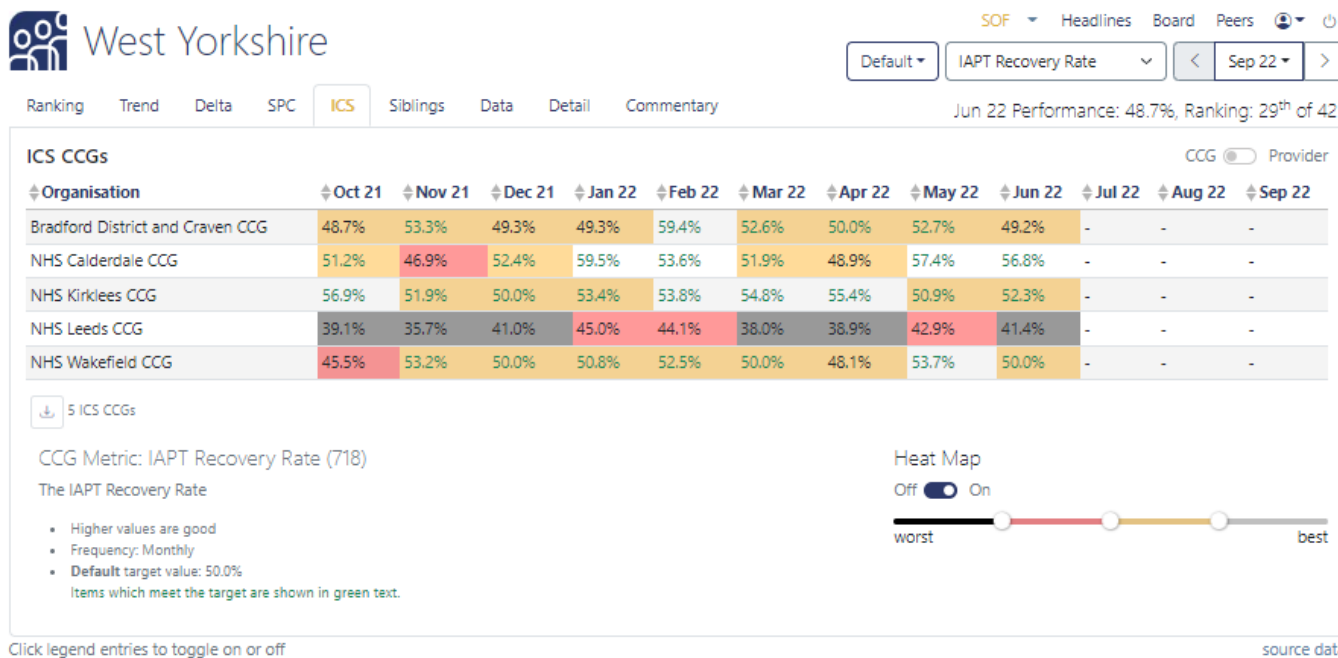 West Yorkshire
SOF Headlines Board Peers
Default IAPT Recovery Rate < Sep 22 >
Ranking Trend Delta SPC ICS Siblings Data Detail Commentary
Jun 22 Performance: 48.7%, Ranking: 29th of 42
ICS CCGs
CCG Provider
Organisation Oct 21 Nov 21 Dec 21 Jan 22 Feb 22 Mar 22 Apr 22 May 22 Jun 22 Jul 22 Aug 22 Sep 22
Bradford District and Craven CCG 48.7% 53.3% 49.3% 49.3% 59.4% 52.6% 50.0% 52.7% 49.2% - - -
NHS Calderdale CCG 51.2% 46.9% 52.4% 59.5% 53.6% 51.9% 48.9% 57.4% 56.8% - - -
NHS Kirklees CCG 56.9% 51.9% 50.0% 53.4% 53.8% 54.8% 55.4% 50.9% 52.3% - - -
NHS Leeds CCG 39.1% 35.7% 41.0% 45.0% 44.1% 38.0% 38.9% 42.9% 41.4% - - -
NHS Wakefield CCG 45.5% 53.2% 50.0% 50.8% 52.5% 50.0% 48.1% 53.7% 50.0% - - -
5 ICS CCGs
CCG Metric: IAPT Recovery Rate (718)
The IAPT Recovery Rate
• Higher values are good
• Frequency: Monthly
• Default target value: 50.0%
Items which meet the target are shown in green text.
Heat Map
Off On
worst best
Click legend entries to toggle on or off
source dat